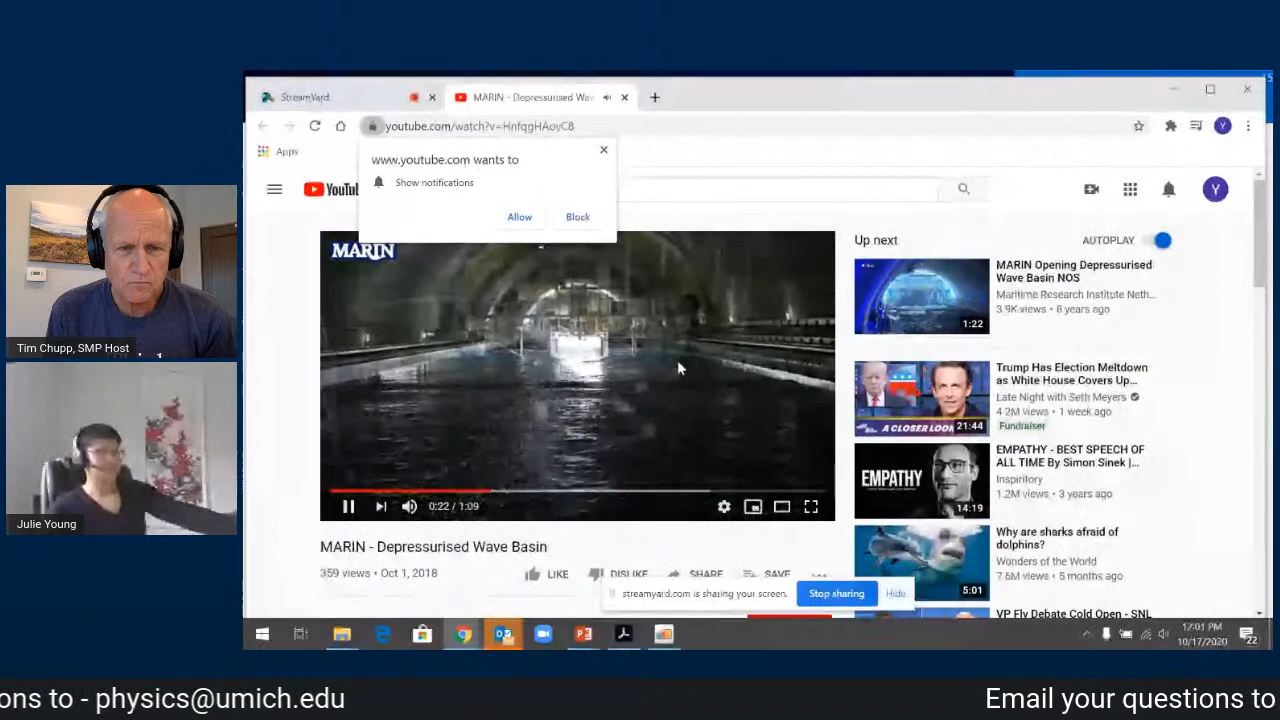 StreamYard
MARIN - Depressurised Wav
youtube.com/watch?v=HnfqgHAovC8
Apps
www.youtube.com wants to
Show notifications
Allow
Block
YouTu
Y
Y
MARIN
0:22 / 1:09
MARIN - Depressurised Wave Basin
359 views • Oct 1, 2018
LIKE
DISLIKE
SHARE
SAVE
Up next
AUTOPLAY
1:22
MARIN Opening Depressurised
Wave Basin NOS
Maritime Research Institute Neth...
3.9K views • 8 years ago
A CLOSER LOOK
21:44
Trump Has Election Meltdown
as White House Covers Up...
Late Night with Seth Meyers
4.2M views • 1 week ago
Fundraiser
EMPATHY
14:19
EMPATHY - BEST SPEECH OF
ALL TIME By Simon Sinek |...
Inspiritory
1.2M views • 3 years ago
5:01
Why are sharks afraid of
dolphins?
Wonders of the World
7.6M views • 5 months ago
VP Fly Debate Cold Open - SNL
streamyard.com is sharing your screen.
Stop sharing
Hide
12:01 PM
10/17/2020
22
Tim Chupp, SMP Host
Julie Young
ons to - physics@umich.edu
Email your questions to